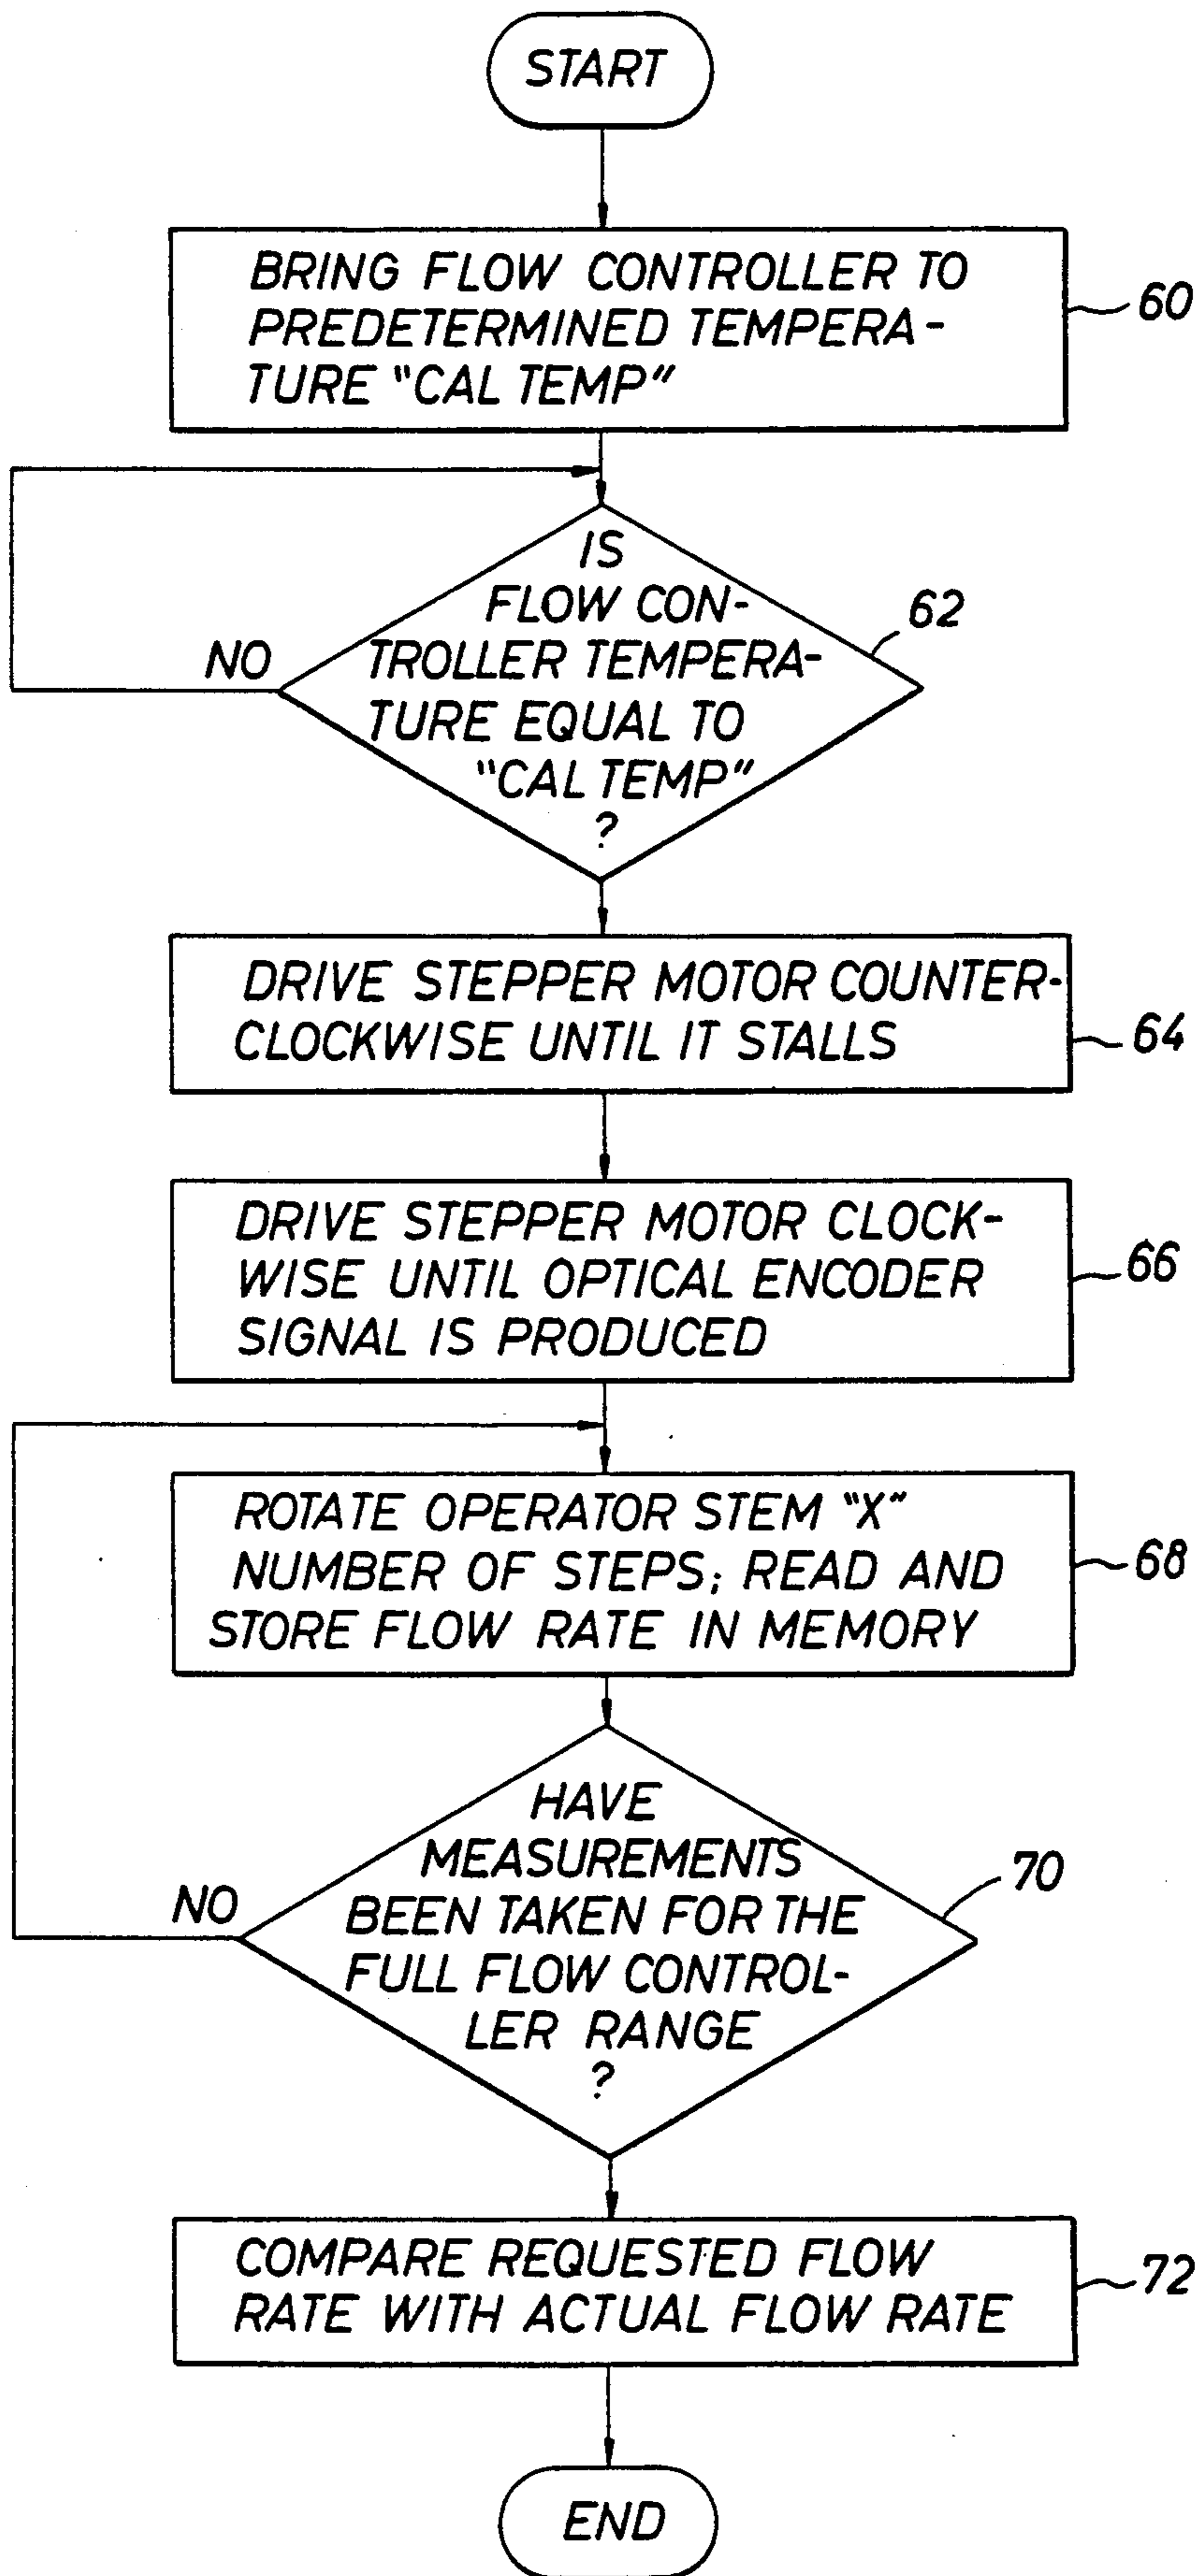 START
BRING FLOW CONTROLLER TO
PREDETERMINED TEMPERA-
TURE "CAL TEMP"
60
IS
FLOW CON-
TROLLER TEMPERA-
TURE EQUAL TO
"CAL TEMP"
?
62
NO
DRIVE STEPPER MOTOR COUNTER-
CLOCKWISE UNTIL IT STALLS
64
DRIVE STEPPER MOTOR CLOCK-
WISE UNTIL OPTICAL ENCODER
SIGNAL IS PRODUCED
66
ROTATE OPERATOR STEM "X"
NUMBER OF STEPS; READ AND
STORE FLOW RATE IN MEMORY
68
HAVE
MEASUREMENTS
BEEN TAKEN FOR THE
FULL FLOW CONTROL-
LER RANGE
?
70
NO
COMPARE REQUESTED FLOW
RATE WITH ACTUAL FLOW RATE
72
END